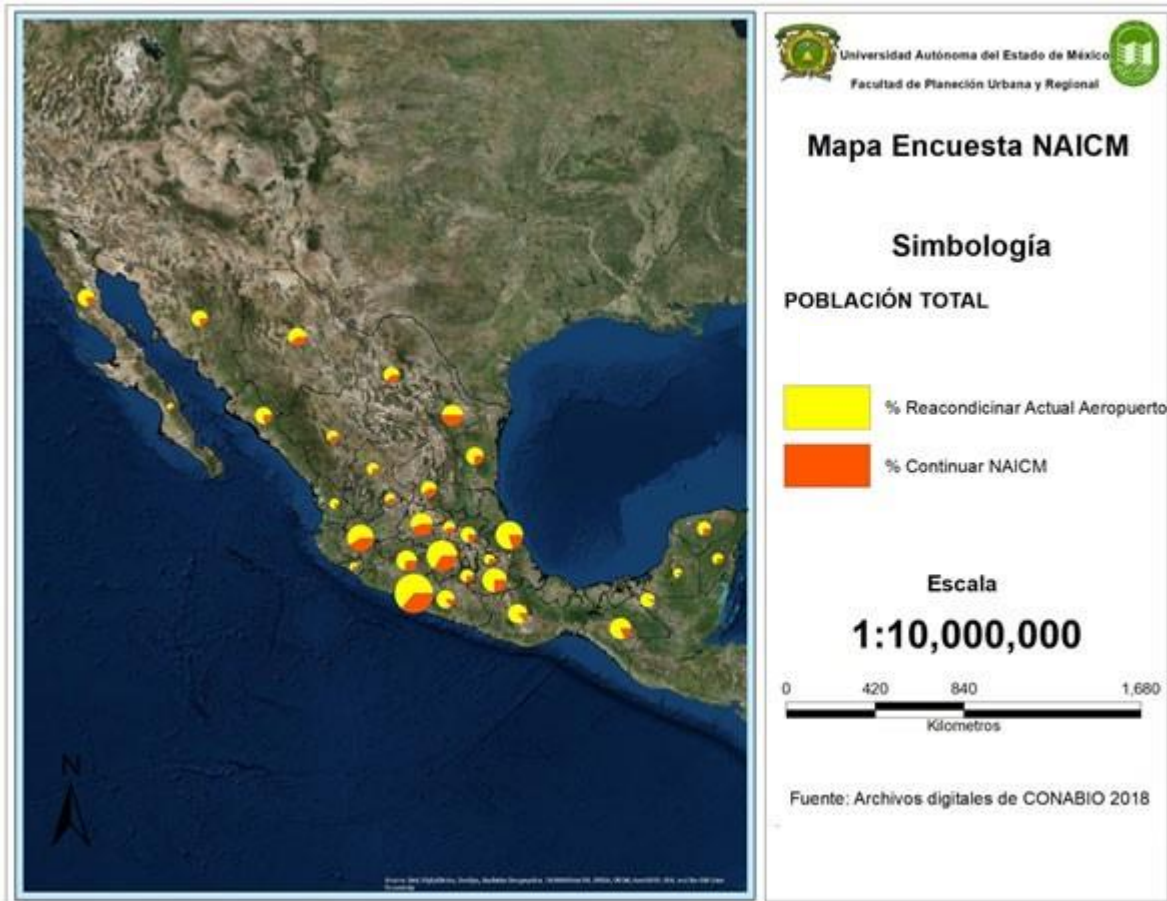 Universidad Autónoma del Estado de México
Facultad de Planeción Urbana y Regional
Mapa Encuesta NAICM
Simbología
POBLACIÓN TOTAL
% Reacondicinar Actual Aeropuerto
% Continuar NAICM
Escala
1:10,000,000
0 420 840 1,680
Kilometros
Fuente: Archivos digitales de CONABIO 2018
N